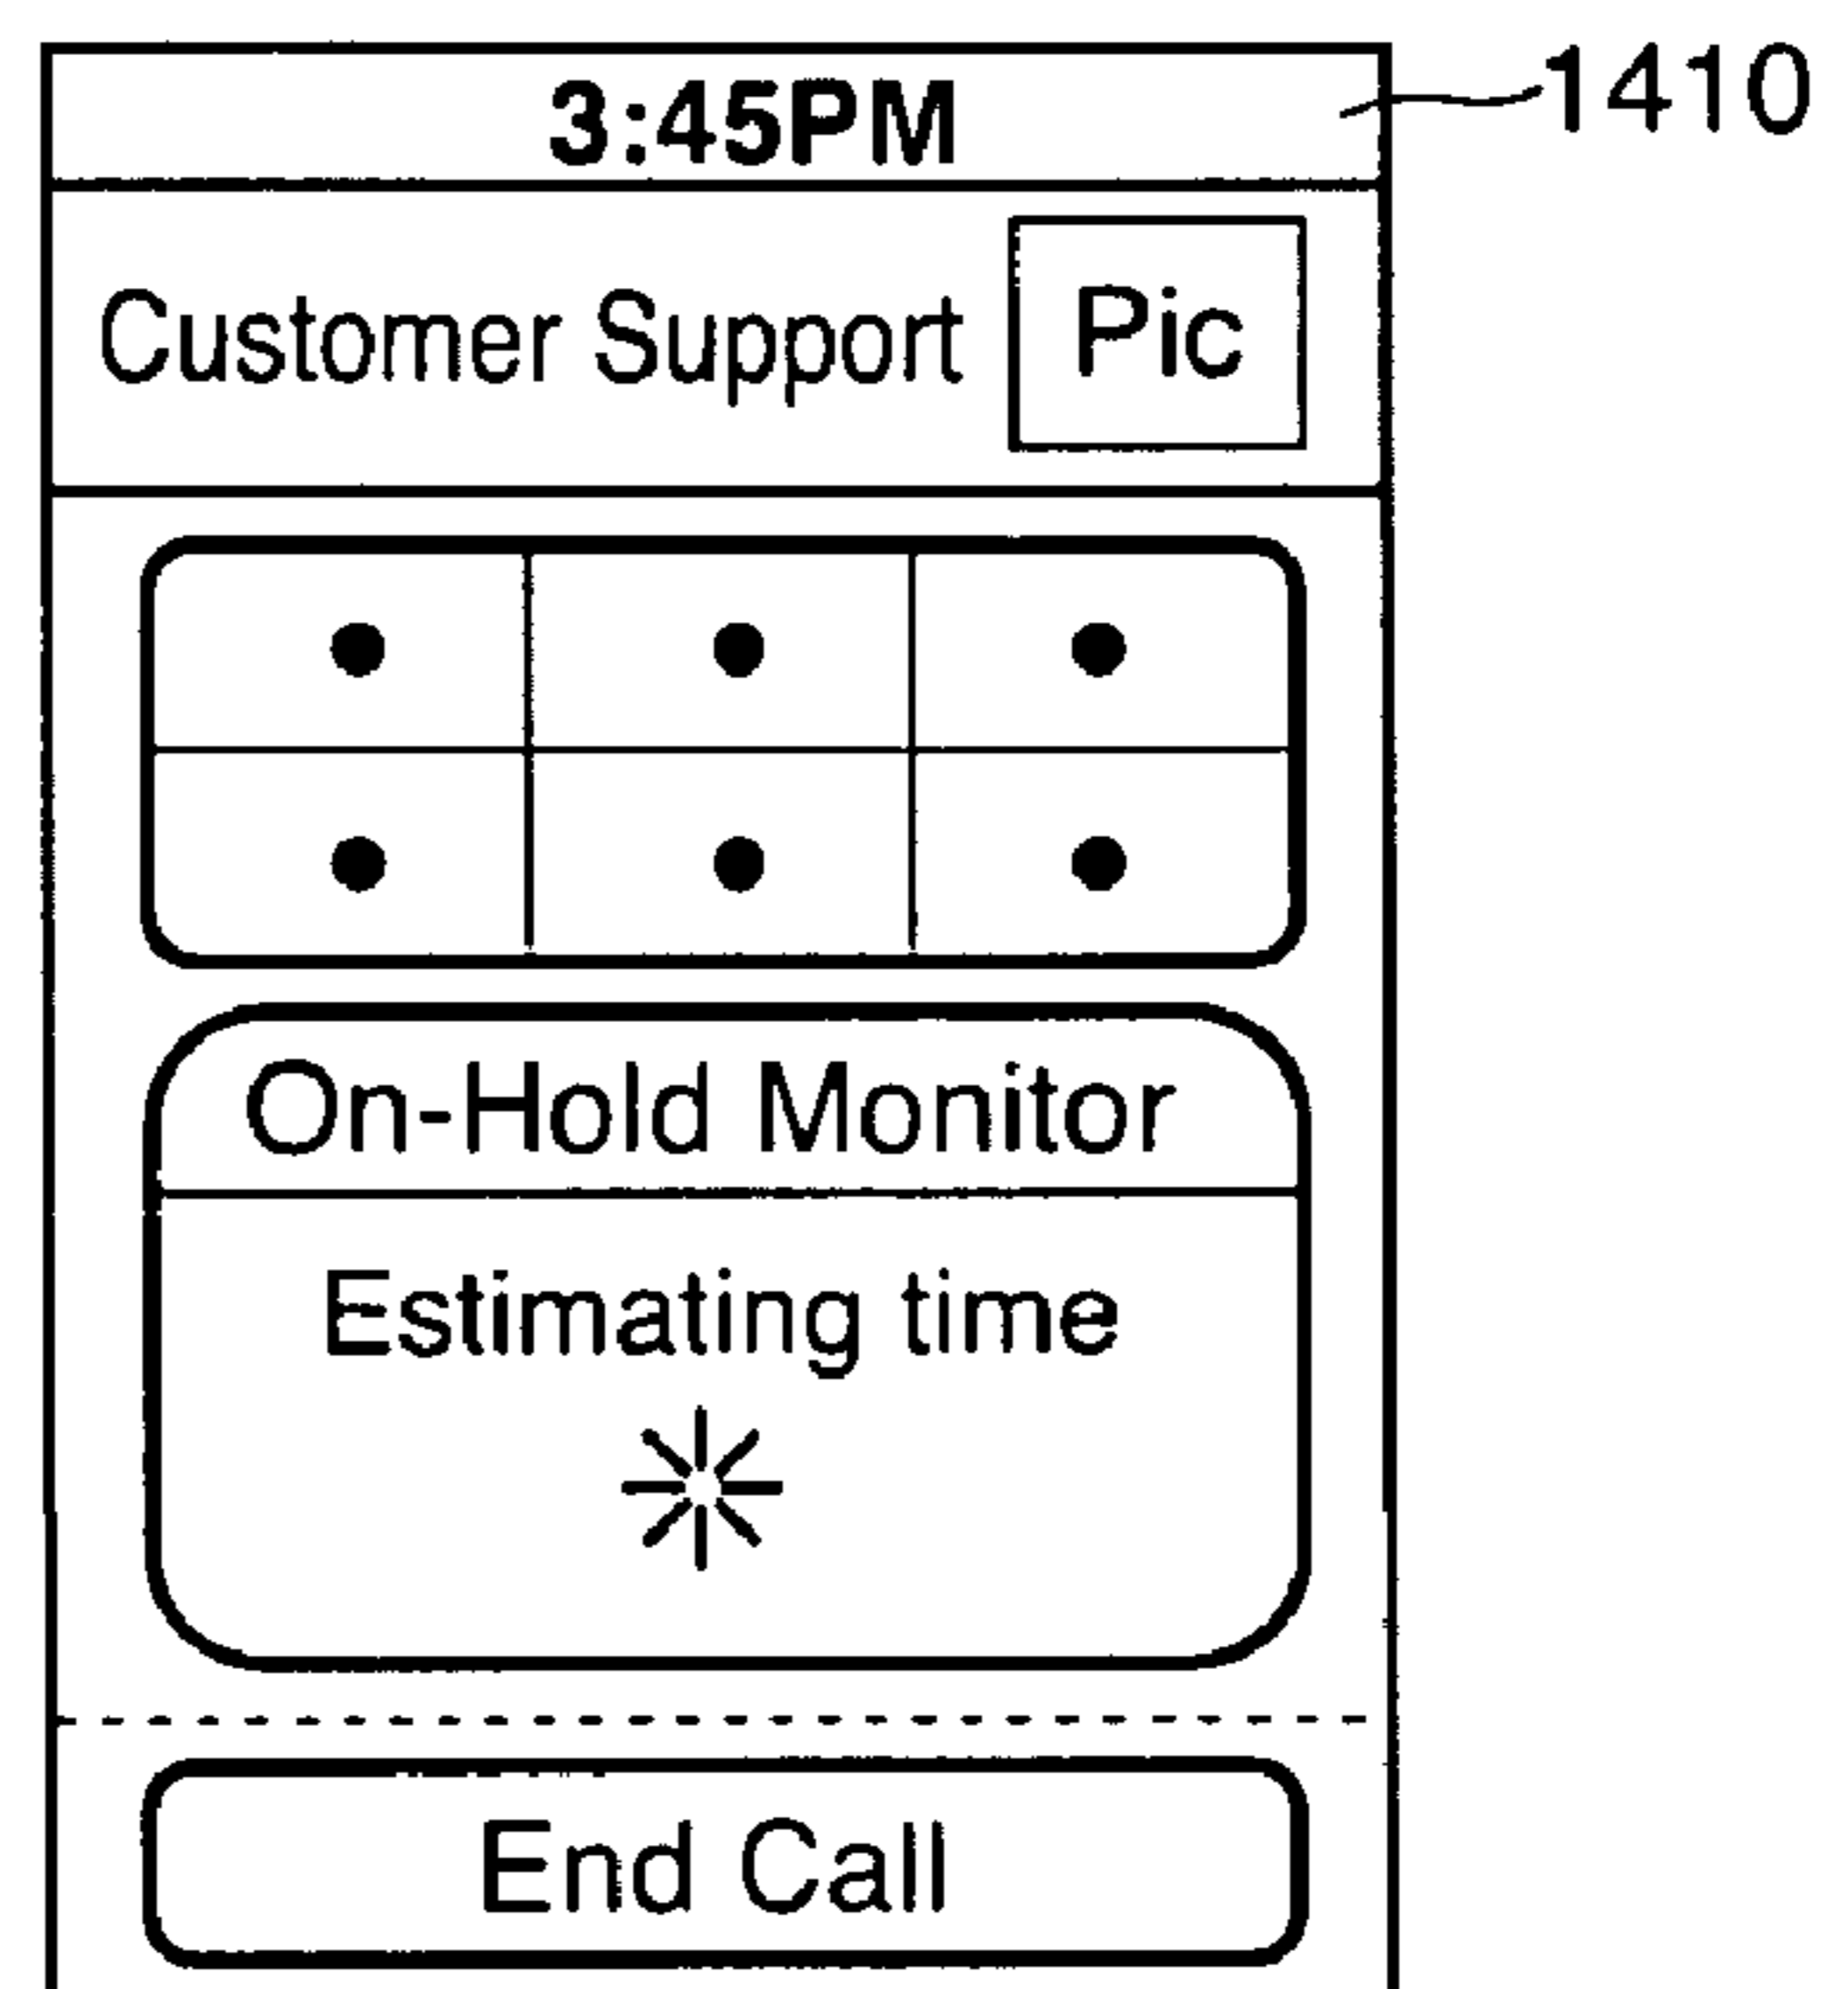 3:45PM
1410
Customer Support
Pic
On-Hold Monitor
Estimating time
End Call